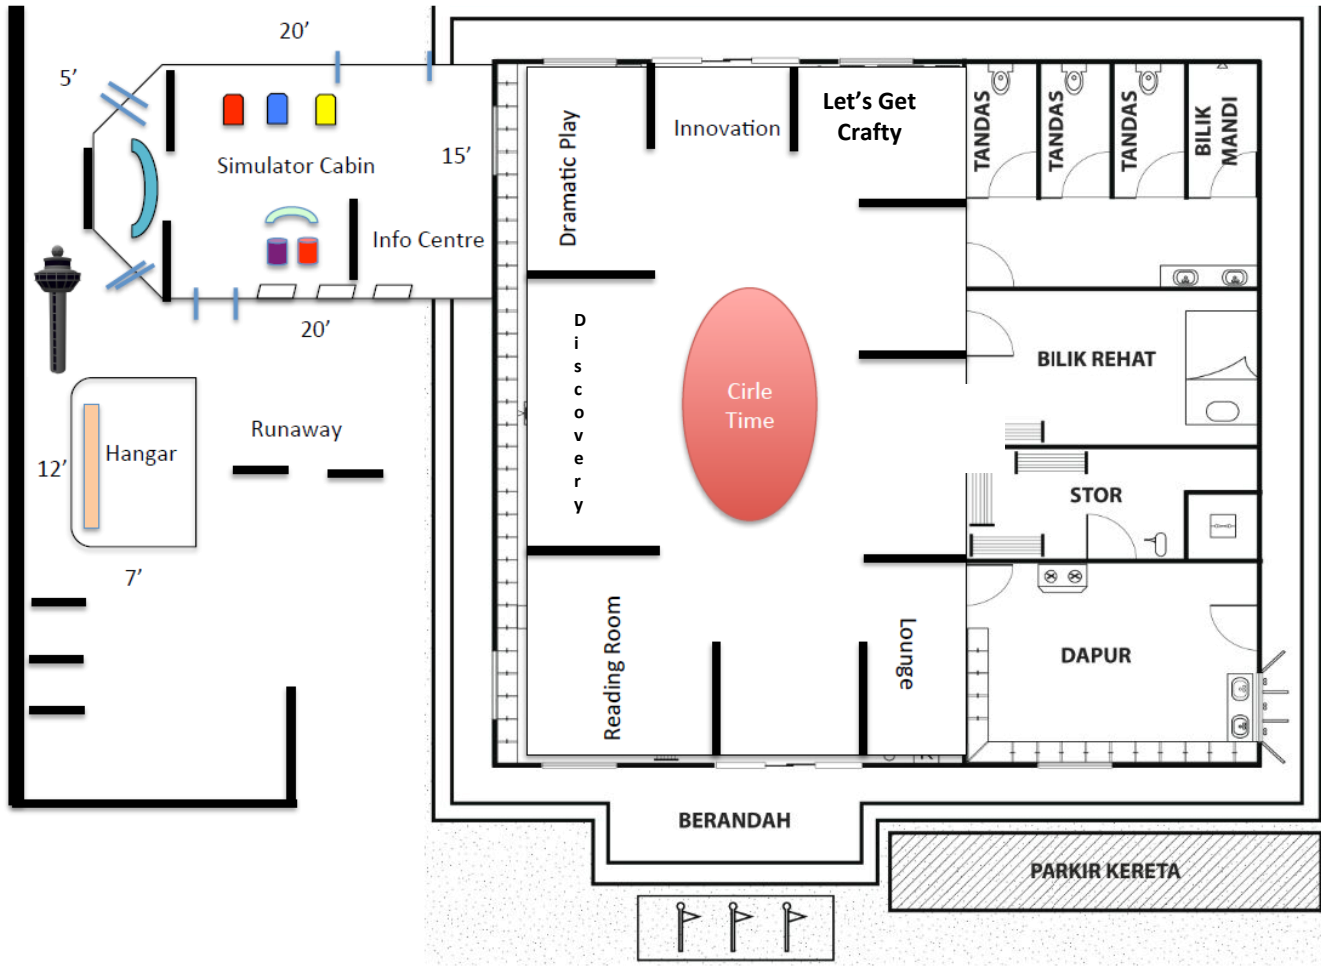 20’
5’
15’
Simulator Cabin
Info Centre
20’
Hangar
12’
7’
Runaway
Dramatic Play
Innovation
Let’s Get
Crafty
TANDAS
TANDAS
TANDAS
BILIK
MANDI
Discovery
Cirle
Time
BILIK REHAT
STOR
Reading Room
Lounge
DAPUR
BERANDAH
PARKIR KERETA